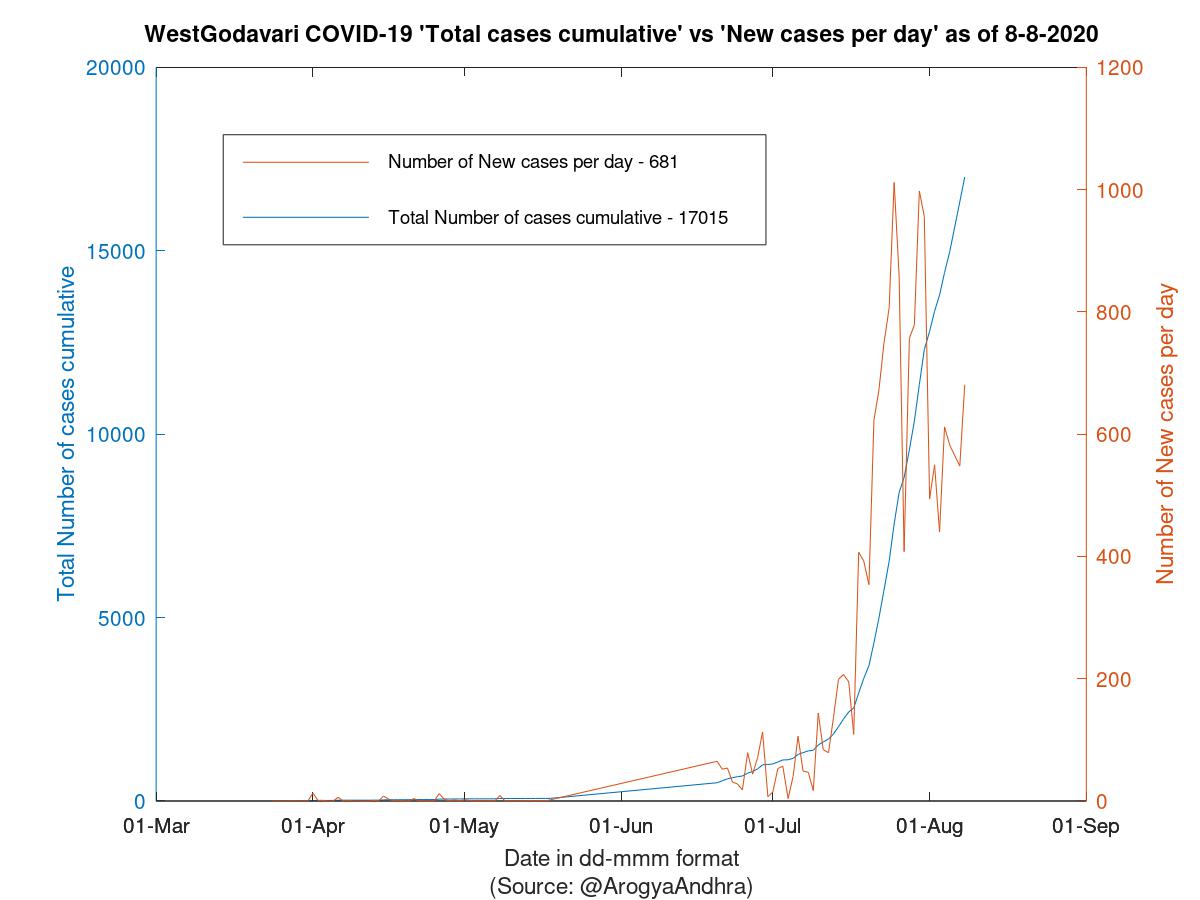 WestGodavari COVID-19 'Total cases cumulative' vs 'New cases per day' as of 8-8-2020
20000
15000
10000
5000
0
Total Number of cases cumulative
Number of New cases per day - 681
Total Number of cases cumulative - 17015
1200
1000
800
600
400
200
0
Number of New cases per day
01-Mar 01-Apr 01-May 01-Jun 01-Jul 01-Aug 01-Sep
Date in dd-mmm format
(Source: @ArogyaAndhra)